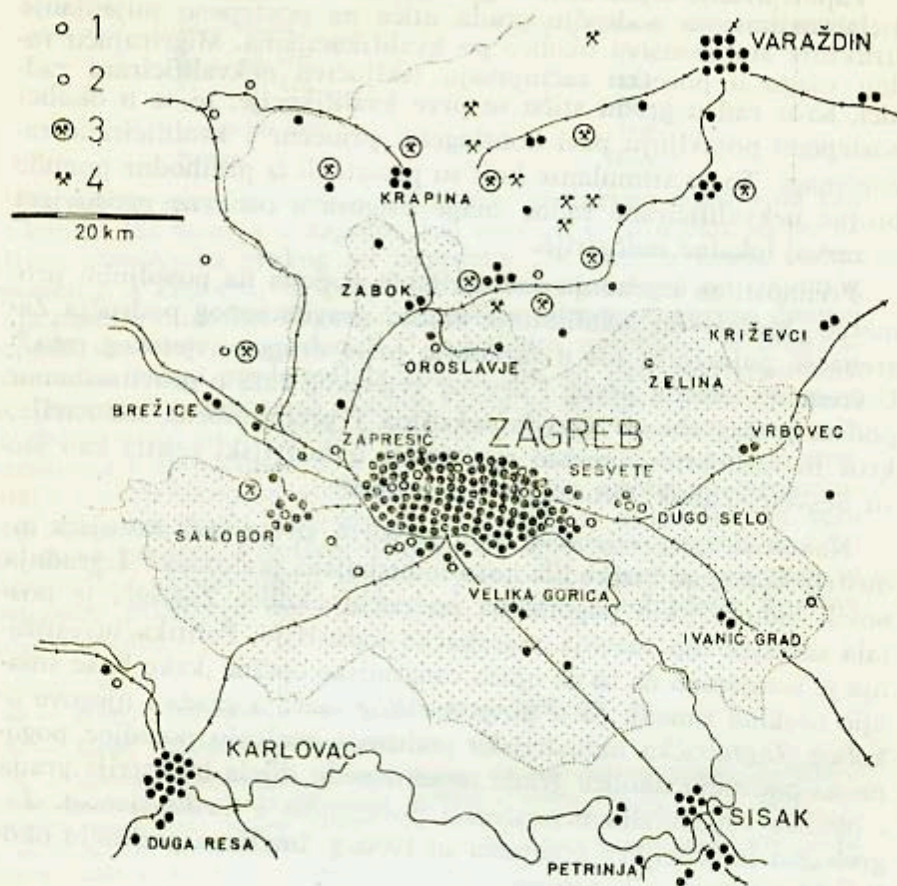 1
2
3
4
20 km
VARAŽDIN
KRAPINA
ZABOK
OROSLAVJE
KRIŽEVCI
ZELINA
BREŽICE
ZAPREŠIĆ
ZAGREB
SESVETE
VRBOVEC
SAMOBOR
DUGO SELO
VELIKA GORICA
IVANIĆ GRAD
KARLOVAC
SISAK
DUGA RESA
PETRINJA